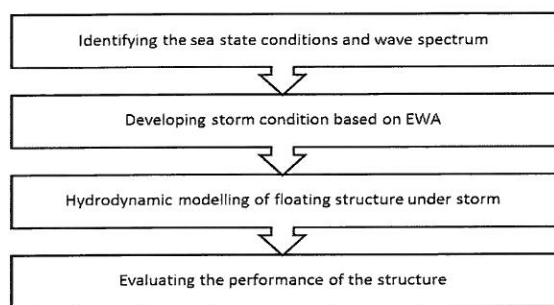 Identifying the sea state conditions and wave spectrum
Developing storm condition based on EWA
Hydrodynamic modelling of floating structure under storm
Evaluating the performance of the structure